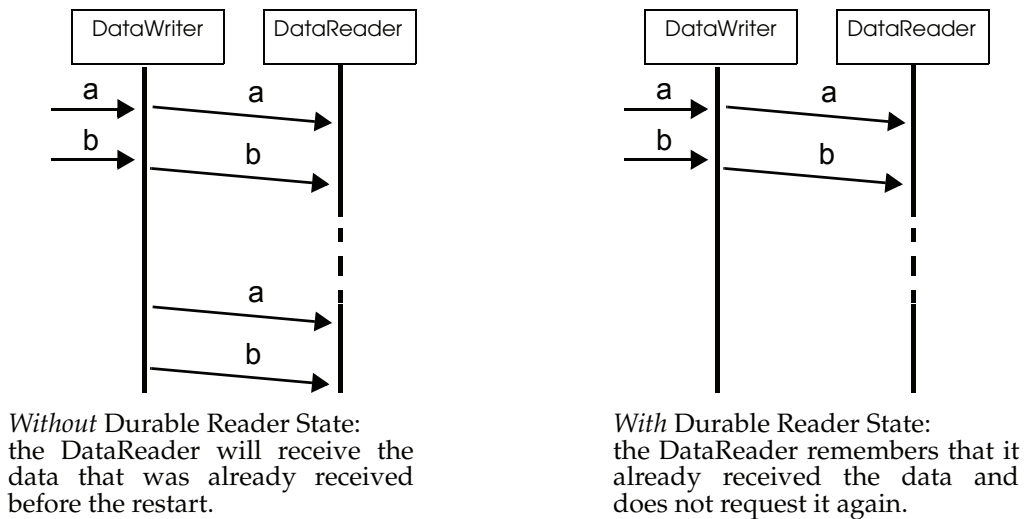 DataWriter
DataReader
a
a
b
b
a
b
Without Durable Reader State:
the DataReader will receive the
data that was already received
before the restart.
DataWriter
DataReader
a
a
b
b
With Durable Reader State:
the DataReader remembers that it
already received the data and
does not request it again.